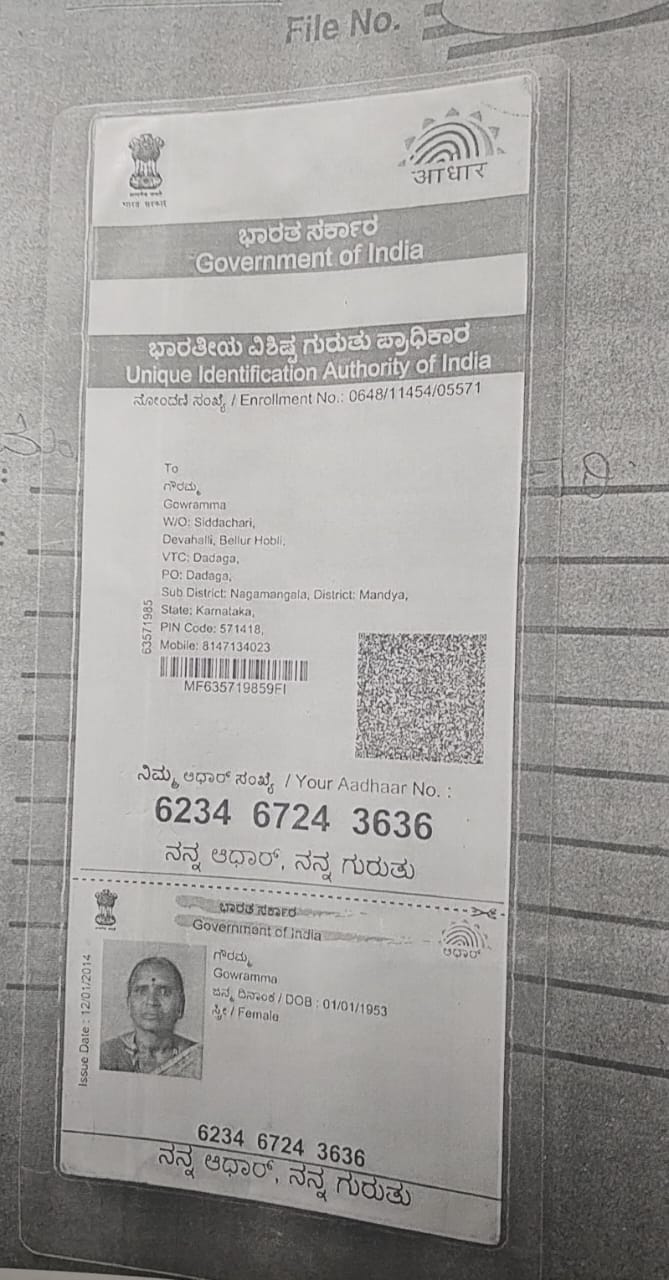 File No.
भारत सरकार
आधार
ಭಾರತ ಸರ್ಕಾರ
Government of India
ಭಾರತೀಯ ವಿಶಿಷ್ಟ ಗುರುತು ಪ್ರಾಧಿಕಾರ
Unique Identification Authority of India
ನೋಂದಣಿ ಸಂಖ್ಯೆ / Enrollment No.: 0648/11454/05571
To
ಗೌರಮ್ಮ
Gowramma
W/O: Siddachari,
Devahalli, Bellur Hobli,
VTC: Dadaga,
PO: Dadaga,
Sub District: Nagamangala, District: Mandya,
State: Karnataka,
PIN Code: 571418,
Mobile: 8147134023
63571985
MF635719859FI
ನಿಮ್ಮ ಆಧಾರ್ ಸಂಖ್ಯೆ / Your Aadhaar No. :
6234 6724 3636
ನನ್ನ ಆಧಾರ್, ನನ್ನ ಗುರುತು
ಭಾರತ ಸರ್ಕಾರ
Government of India
ಆಧಾರ್
Issue Date : 12/01/2014
ಗೌರಮ್ಮ
Gowramma
ಜನ್ಮ ದಿನಾಂಕ / DOB : 01/01/1953
ಸ್ತ್ರೀ / Female
6234 6724 3636
ನನ್ನ ಆಧಾರ್, ನನ್ನ ಗುರುತು